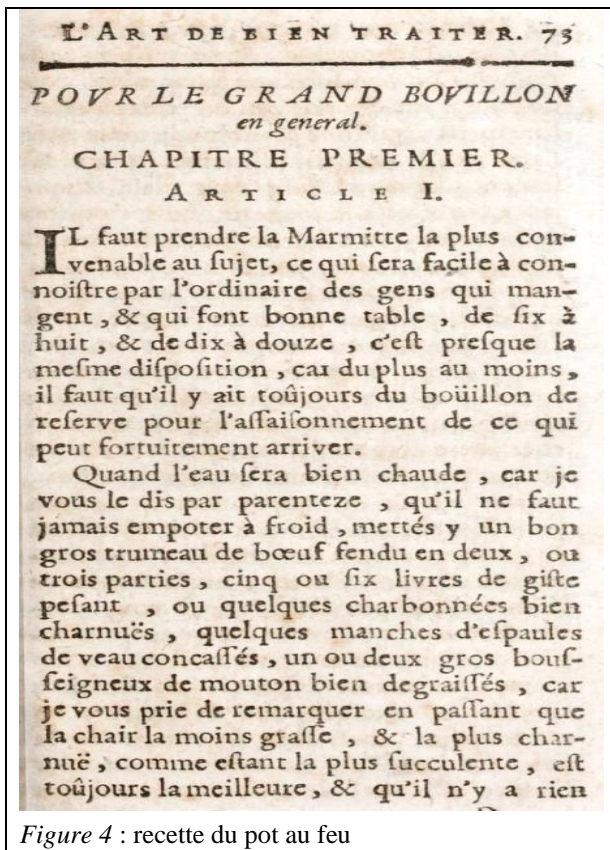 L'ART DE BIEN TRAITER. 73
POVR LE GRAND BOVILLON
en general.
CHAPITRE PREMIER.
ARTICLE I.
IL faut prendre la Marmitte la plus con-
venable au ſujet, ce qui ſera façile à con-
noiſtre par l'ordinaire des gens qui man-
gent, & qui font bonne table, de ſix à
huit, & de dix à douze, c'eſt preſque la
meſme diſpoſition, car du plus au moins,
il faut qu'il y ait toûjours du boüillon de
reſerve pour l'aſſaiſonnement de ce qui
peut fortuitement arriver.
Quand l'eau ſera bien chaude, car je
vous le dis par parenteze, qu'il ne faut
jamais empoter à froid, mettés y un bon
gros trumeau de bœuf fendu en deux, ou
trois parties, cinq ou ſix livres de giſte
peſant, ou quelques charbonnées bien
charnuës, quelques manches d'eſpaules
de veau concaſſés, un ou deux gros bouſ-
ſeigneux de mouton bien degraiſſés, car
je vous prie de remarquer en paſſant que
la chair la moins graſſe, & la plus char-
nuë, comme eſtant la plus ſucculente, eſt
toûjours la meilleure, & qu'il n'y a rien
Figure 4 : recette du pot au feu